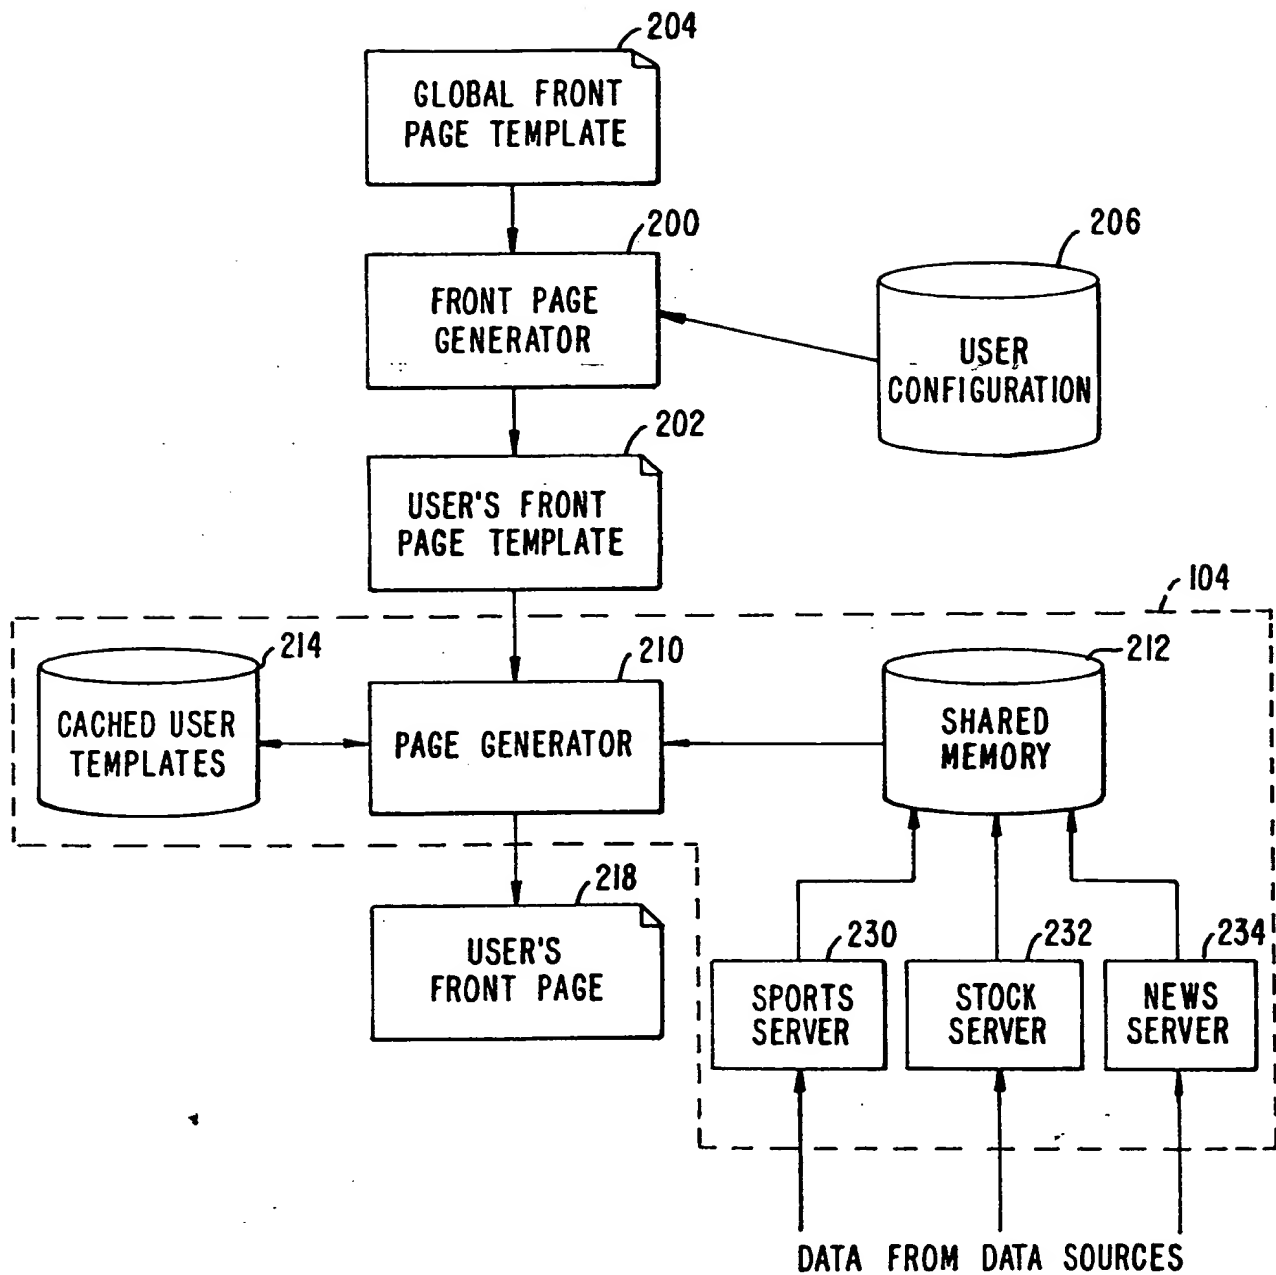 204
GLOBAL FRONT
PAGE TEMPLATE
200
FRONT PAGE
GENERATOR
206
USER
CONFIGURATION
202
USER'S FRONT
PAGE TEMPLATE
104
214
CACHED USER
TEMPLATES
210
PAGE GENERATOR
212
SHARED
MEMORY
218
USER'S
FRONT PAGE
230
SPORTS
SERVER
232
STOCK
SERVER
234
NEWS
SERVER
DATA FROM DATA SOURCES